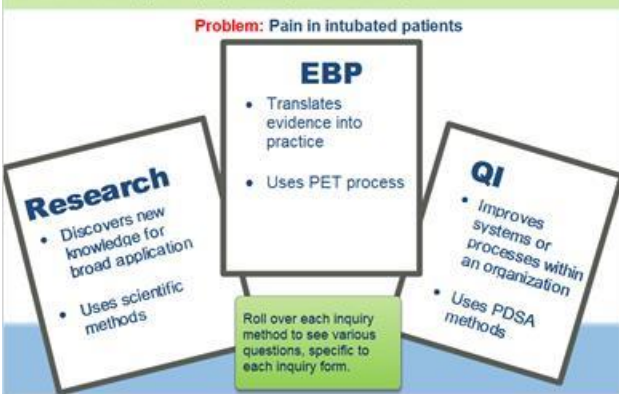 Problem: Pain in intubated patients
EBP
• Translates
evidence into
practice
• Uses PET process
Research
• Discovers new
knowledge for
broad application
• Uses scientific
methods
QI
• Improves
systems or
processes within
an organization
• Uses PDSA
methods
Roll over each inquiry
method to see various
questions, specific to
each inquiry form.